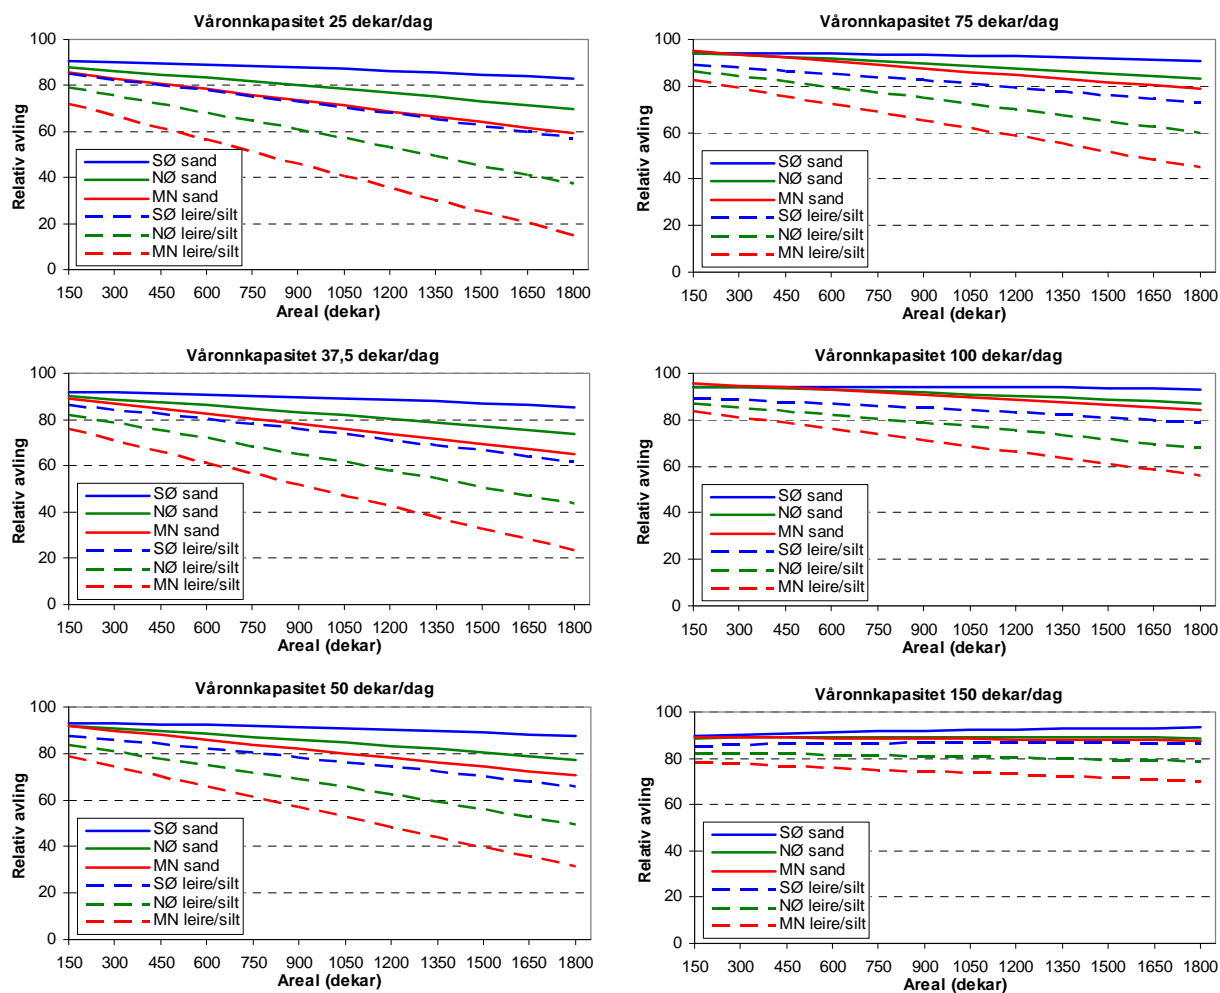 Våronnkapasitet 25 dekar/dag
Relativ avling
100
80
60
40
20
0
SØ sand
NØ sand
MN sand
SØ leire/silt
NØ leire/silt
MN leire/silt
150 300 450 600 750 900 1050 1200 1350 1500 1650 1800
Areal (dekar)
Våronnkapasitet 75 dekar/dag
Relativ avling
100
80
60
40
20
0
SØ sand
NØ sand
MN sand
SØ leire/silt
NØ leire/silt
MN leire/silt
150 300 450 600 750 900 1050 1200 1350 1500 1650 1800
Areal (dekar)
Våronnkapasitet 37,5 dekar/dag
Relativ avling
100
80
60
40
20
0
SØ sand
NØ sand
MN sand
SØ leire/silt
NØ leire/silt
MN leire/silt
150 300 450 600 750 900 1050 1200 1350 1500 1650 1800
Areal (dekar)
Våronnkapasitet 100 dekar/dag
Relativ avling
100
80
60
40
20
0
SØ sand
NØ sand
MN sand
SØ leire/silt
NØ leire/silt
MN leire/silt
150 300 450 600 750 900 1050 1200 1350 1500 1650 1800
Areal (dekar)
Våronnkapasitet 50 dekar/dag
Relativ avling
100
80
60
40
20
0
SØ sand
NØ sand
MN sand
SØ leire/silt
NØ leire/silt
MN leire/silt
150 300 450 600 750 900 1050 1200 1350 1500 1650 1800
Areal (dekar)
Våronnkapasitet 150 dekar/dag
Relativ avling
100
80
60
40
20
0
SØ sand
NØ sand
MN sand
SØ leire/silt
NØ leire/silt
MN leire/silt
150 300 450 600 750 900 1050 1200 1350 1500 1650 1800
Areal (dekar)